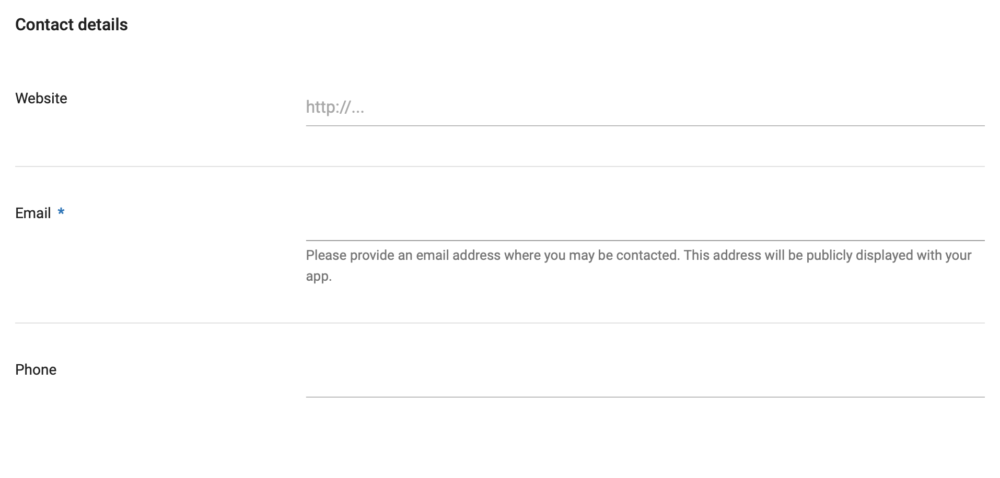 Contact details
Website
http://...
Email *
Please provide an email address where you may be contacted. This address will be publicly displayed with your
app.
Phone